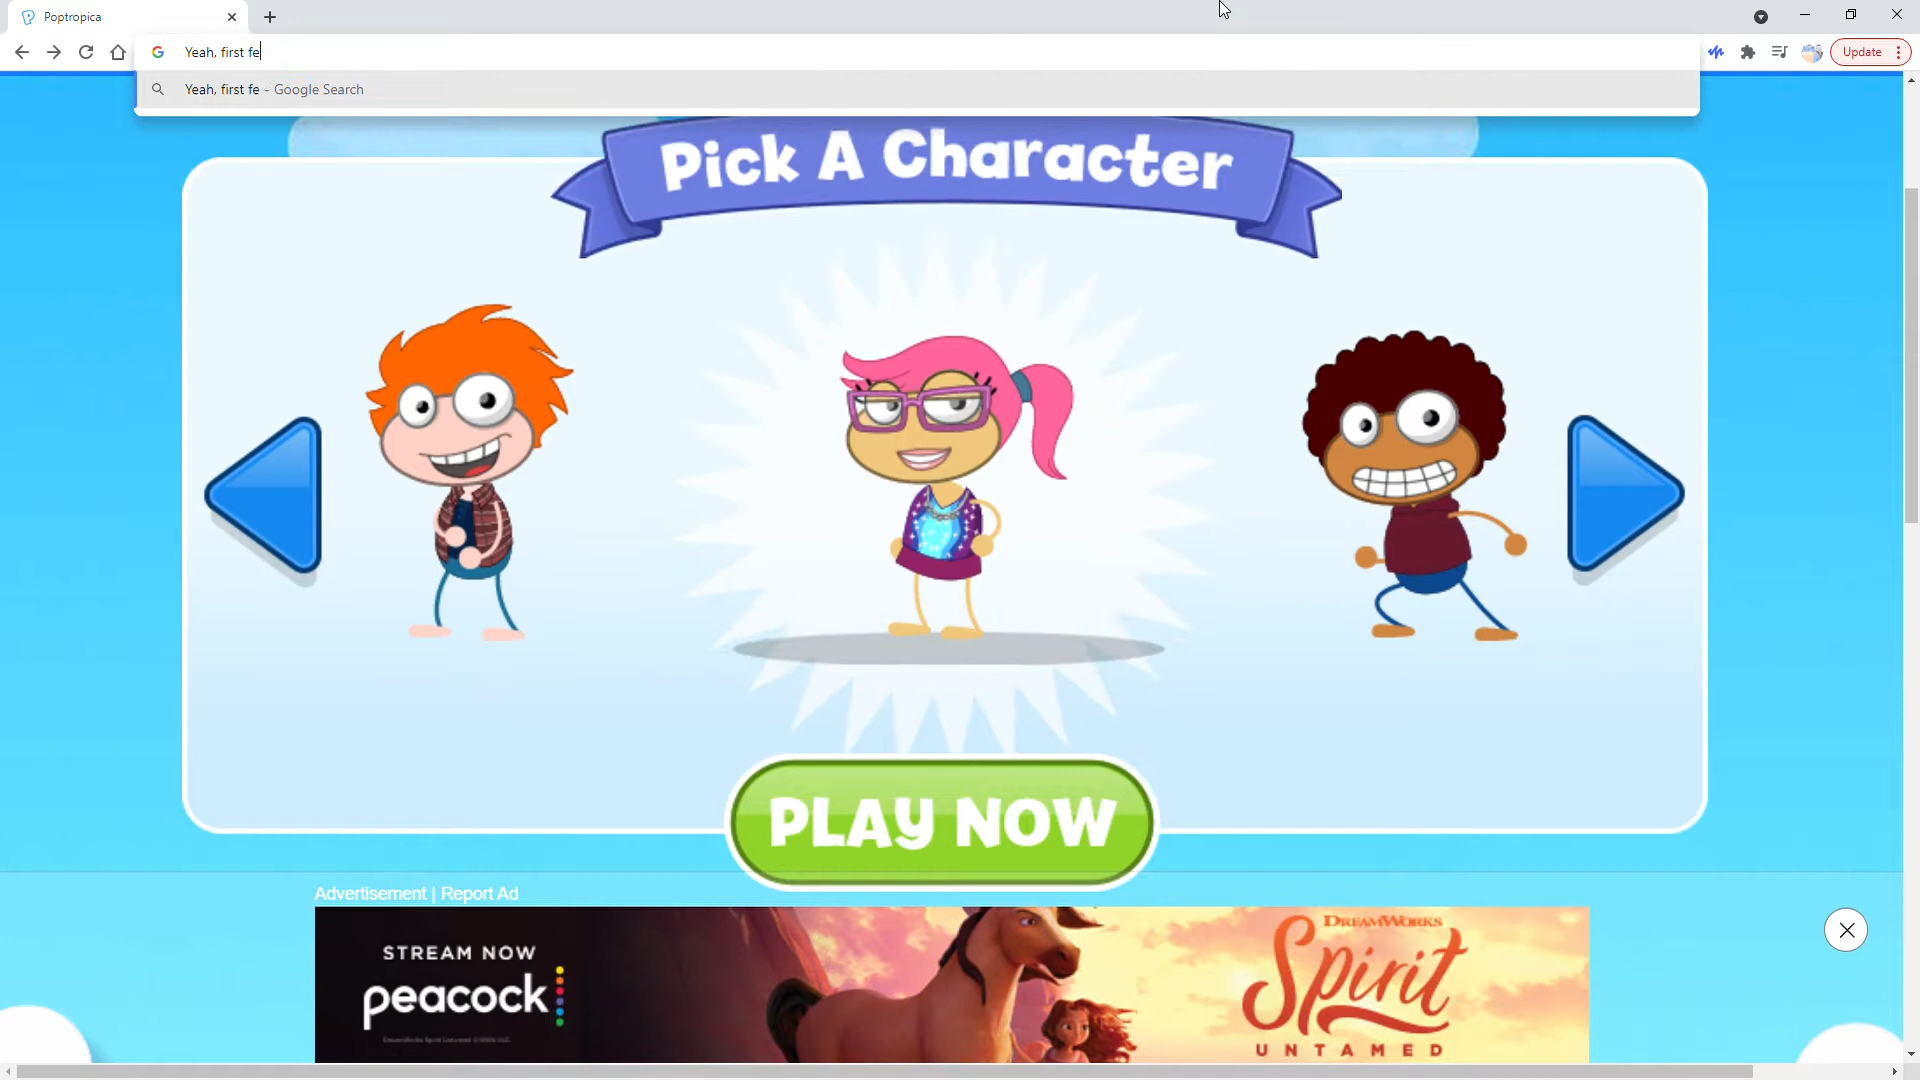 Poptropica
Yeah, first fe
Update
Yeah, first fe - Google Search
Pick A Character
PLAY NOW
Advertisement | Report Ad
STREAM NOW
peacock
DREAMWORKS
Spirit
UNTAMED